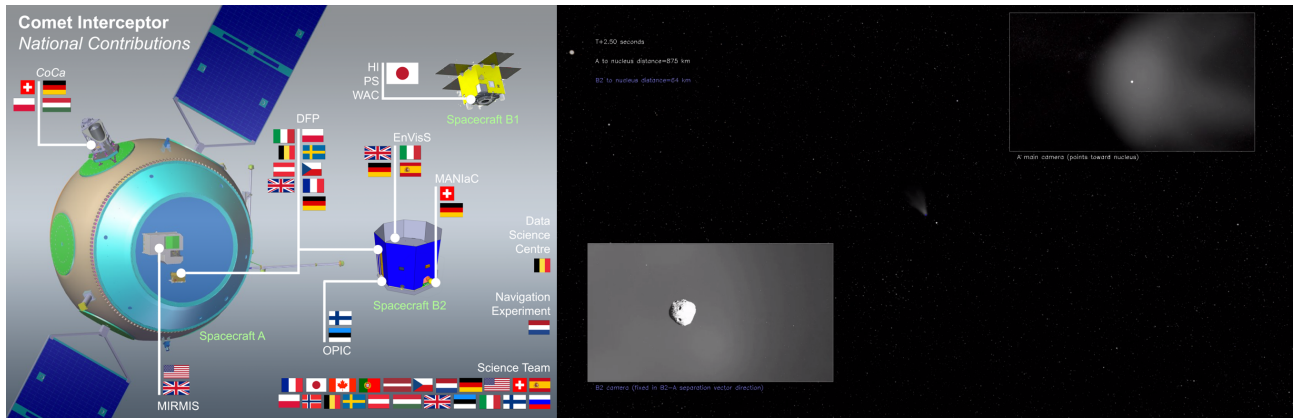 Comet Interceptor
National Contributions
CoCa
HI
PS
WAC
Spacecraft B1
DFP
EnVisS
MANIaC
Data
Science
Centre
Spacecraft B2
Navigation
Experiment
Spacecraft A
OPIC
Science Team
MIRMIS
T+2.50 seconds
A to nucleus distance=875 km
B2 to nucleus distance=64 km
A main camera (points toward nucleus)
B2 camera (fixed in B2-A separation vector direction)